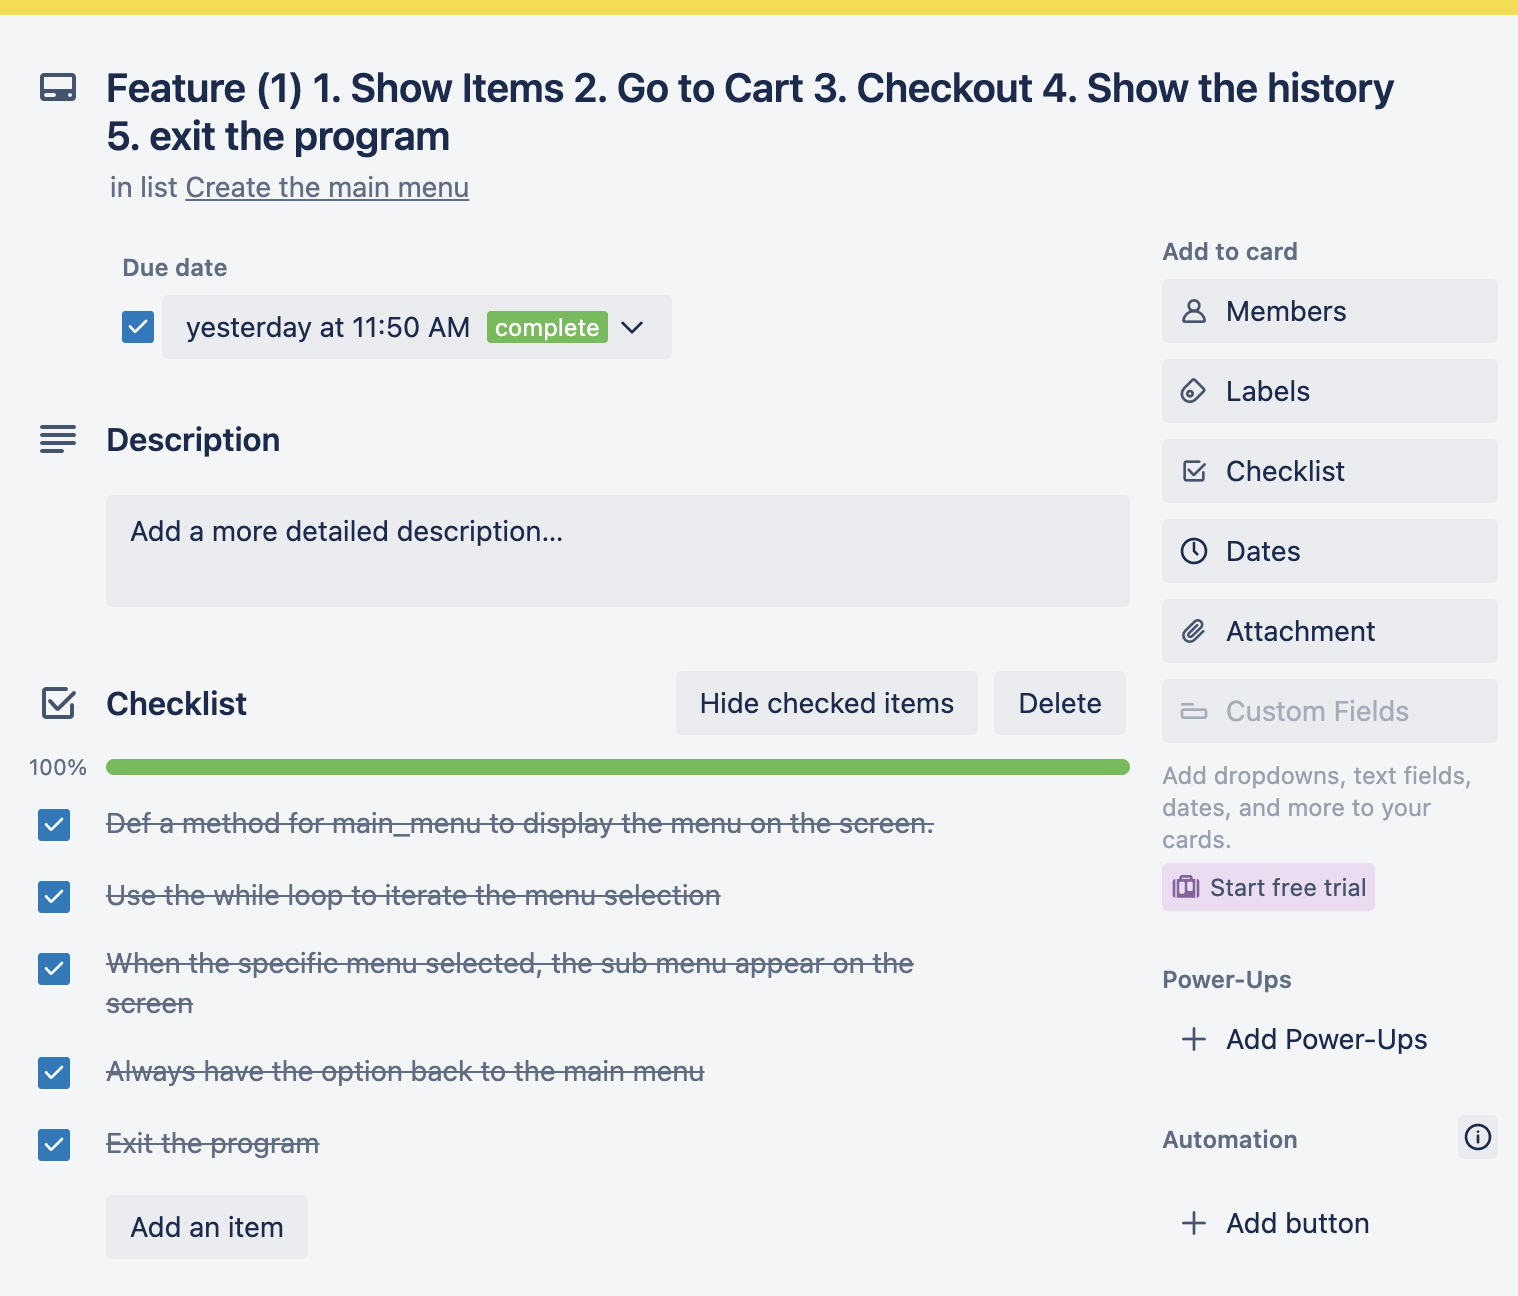 Feature (1) 1. Show Items 2. Go to Cart 3. Checkout 4. Show the history
5. exit the program
in list Create the main menu
Due date
yesterday at 11:50 AM complete
Description
Add a more detailed description...
Checklist
Hide checked items
Delete
100%
Def a method for main_menu to display the menu on the screen.
Use the while loop to iterate the menu selection
When the specific menu selected, the sub menu appear on the
screen
Always have the option back to the main menu
Exit the program
Add an item
Add to card
Members
Labels
Checklist
Dates
Attachment
Custom Fields
Add dropdowns, text fields,
dates, and more to your
cards.
Start free trial
Power-Ups
Add Power-Ups
Automation
Add button